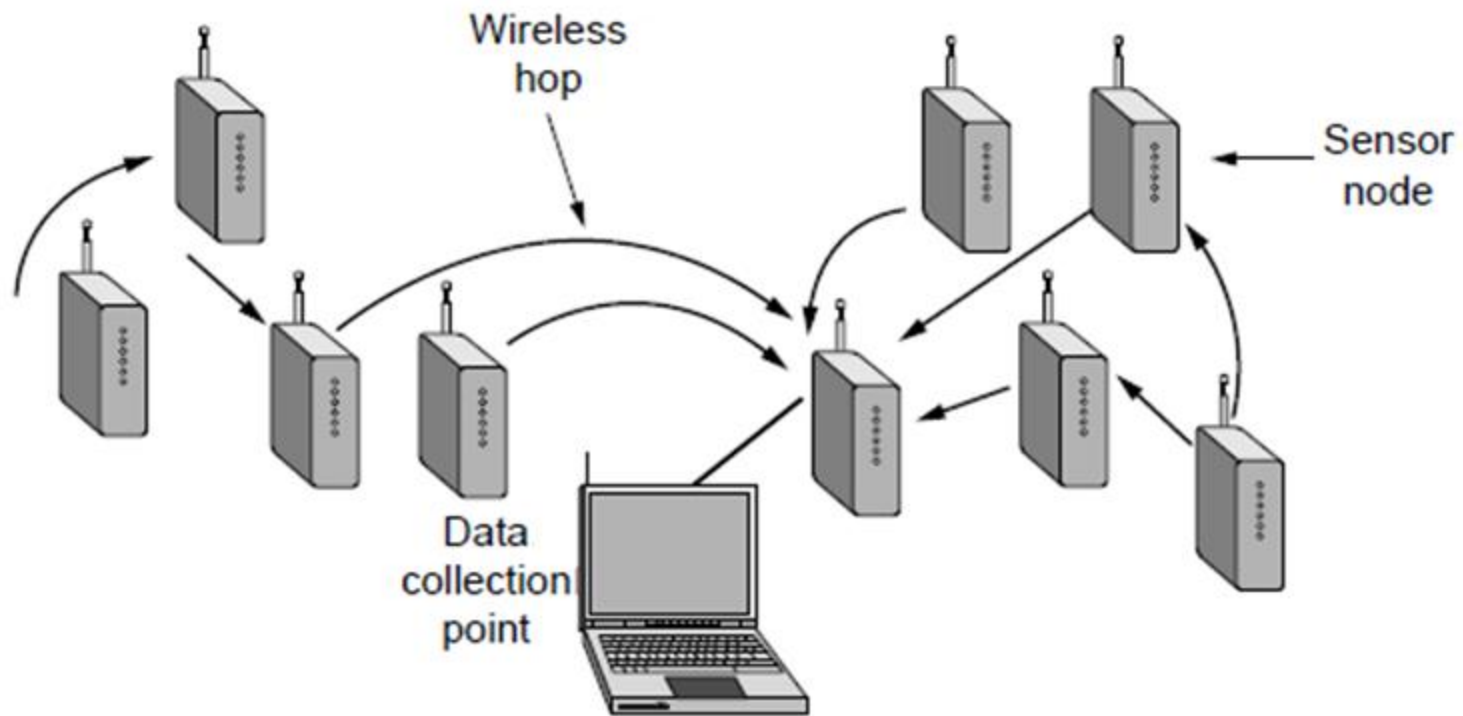 Wireless
hop
Sensor
node
Data
collection
point